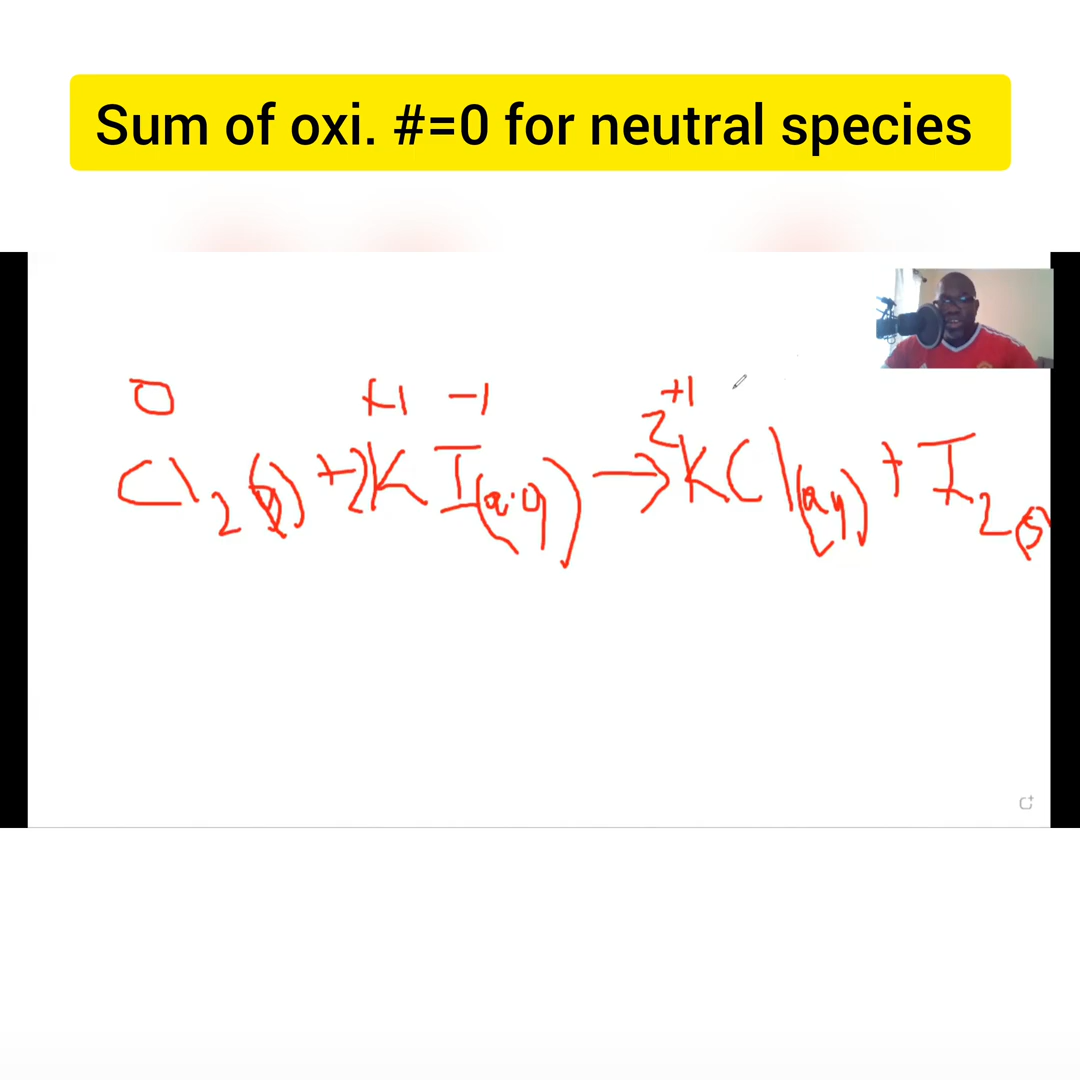 Sum of oxi. #=0 for neutral species
0 +1 -1 +1
Cl2(g) + 2KI(aq) → 2KCl(aq) + I2(s)